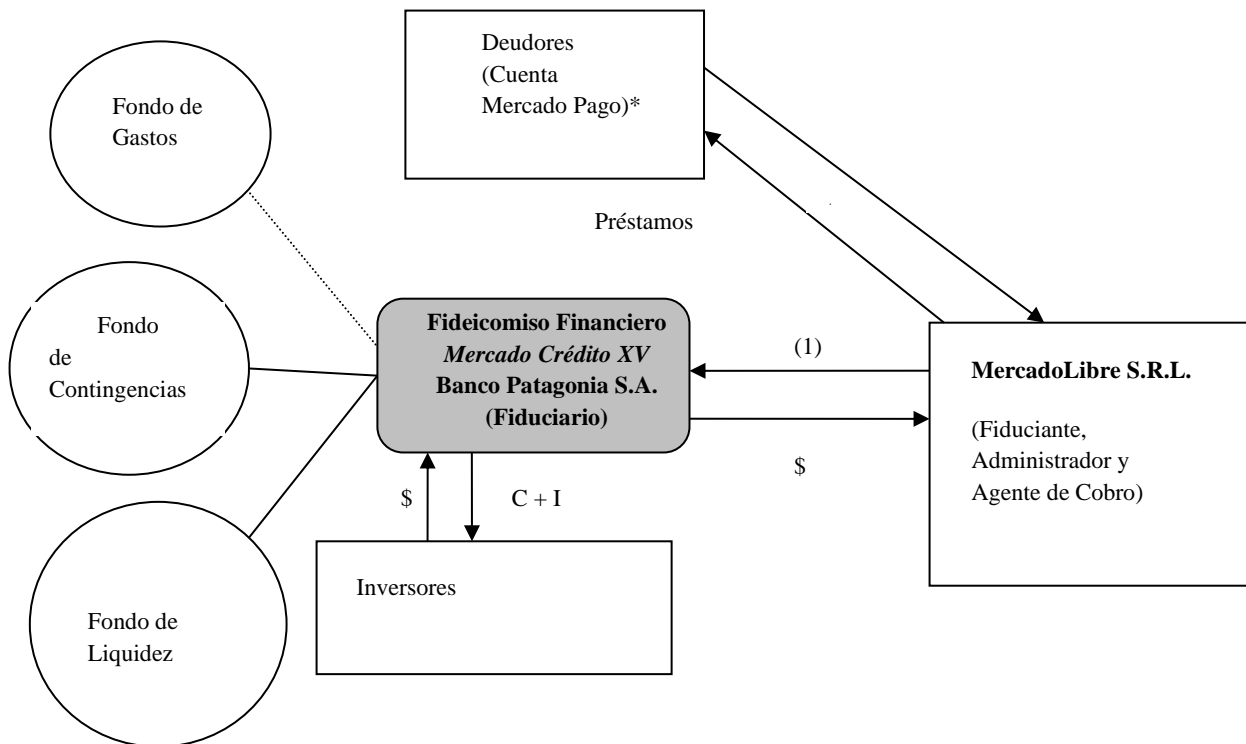 Deudores
(Cuenta
Mercado Pago)*
Fondo de
Gastos
Préstamos
Fondo
de
Contingencias
Fideicomiso Financiero
Mercado Crédito XV
Banco Patagonia S.A.
(Fiduciario)
(1)
$
MercadoLibre S.R.L.
(Fiduciante,
Administrador y
Agente de Cobro)
$
C + I
Inversores
Fondo de
Liquidez